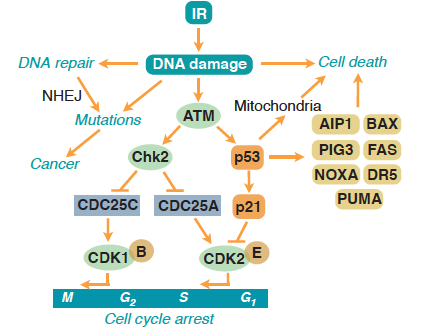 IR
DNA repair
DNA damage
Cell death
NHEJ
Mutations
ATM
Mitochondria
AIP1 BAX
Cancer
Chk2
p53
PIG3 FAS
NOXA DR5
PUMA
CDC25C
CDC25A
p21
CDK1 B
CDK2 E
M G2 S G1
Cell cycle arrest